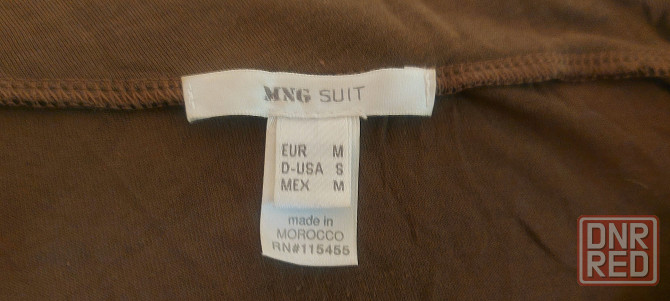 MNG SUIT
EUR M
D-USA S
MEX M
made in
MOROCCO
RN#115455
DNR
RED